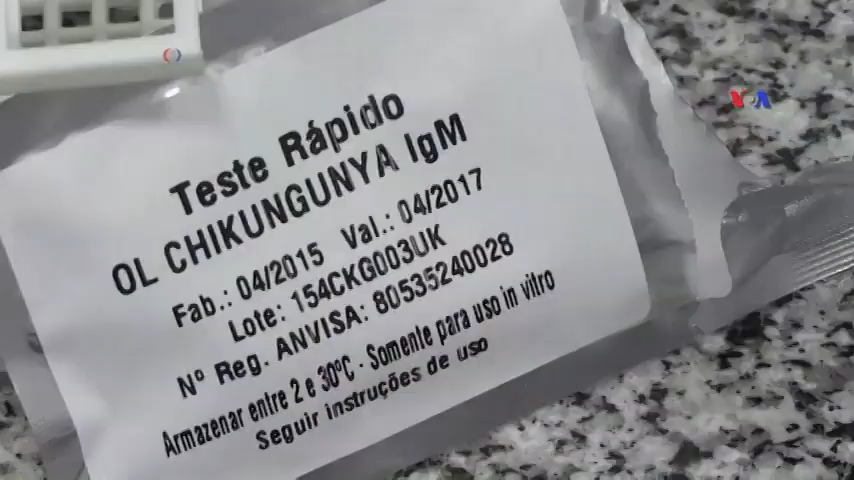 VOA
Teste Rápido
OL CHIKUNGUNYA IgM
Fab.: 04/2015 Val.: 04/2017
Lote: 154CKG003UK
Nº Reg. ANVISA: 80535240028
Armazenar entre 2 e 30ºC - Somente para uso in vitro
Seguir instruções de uso